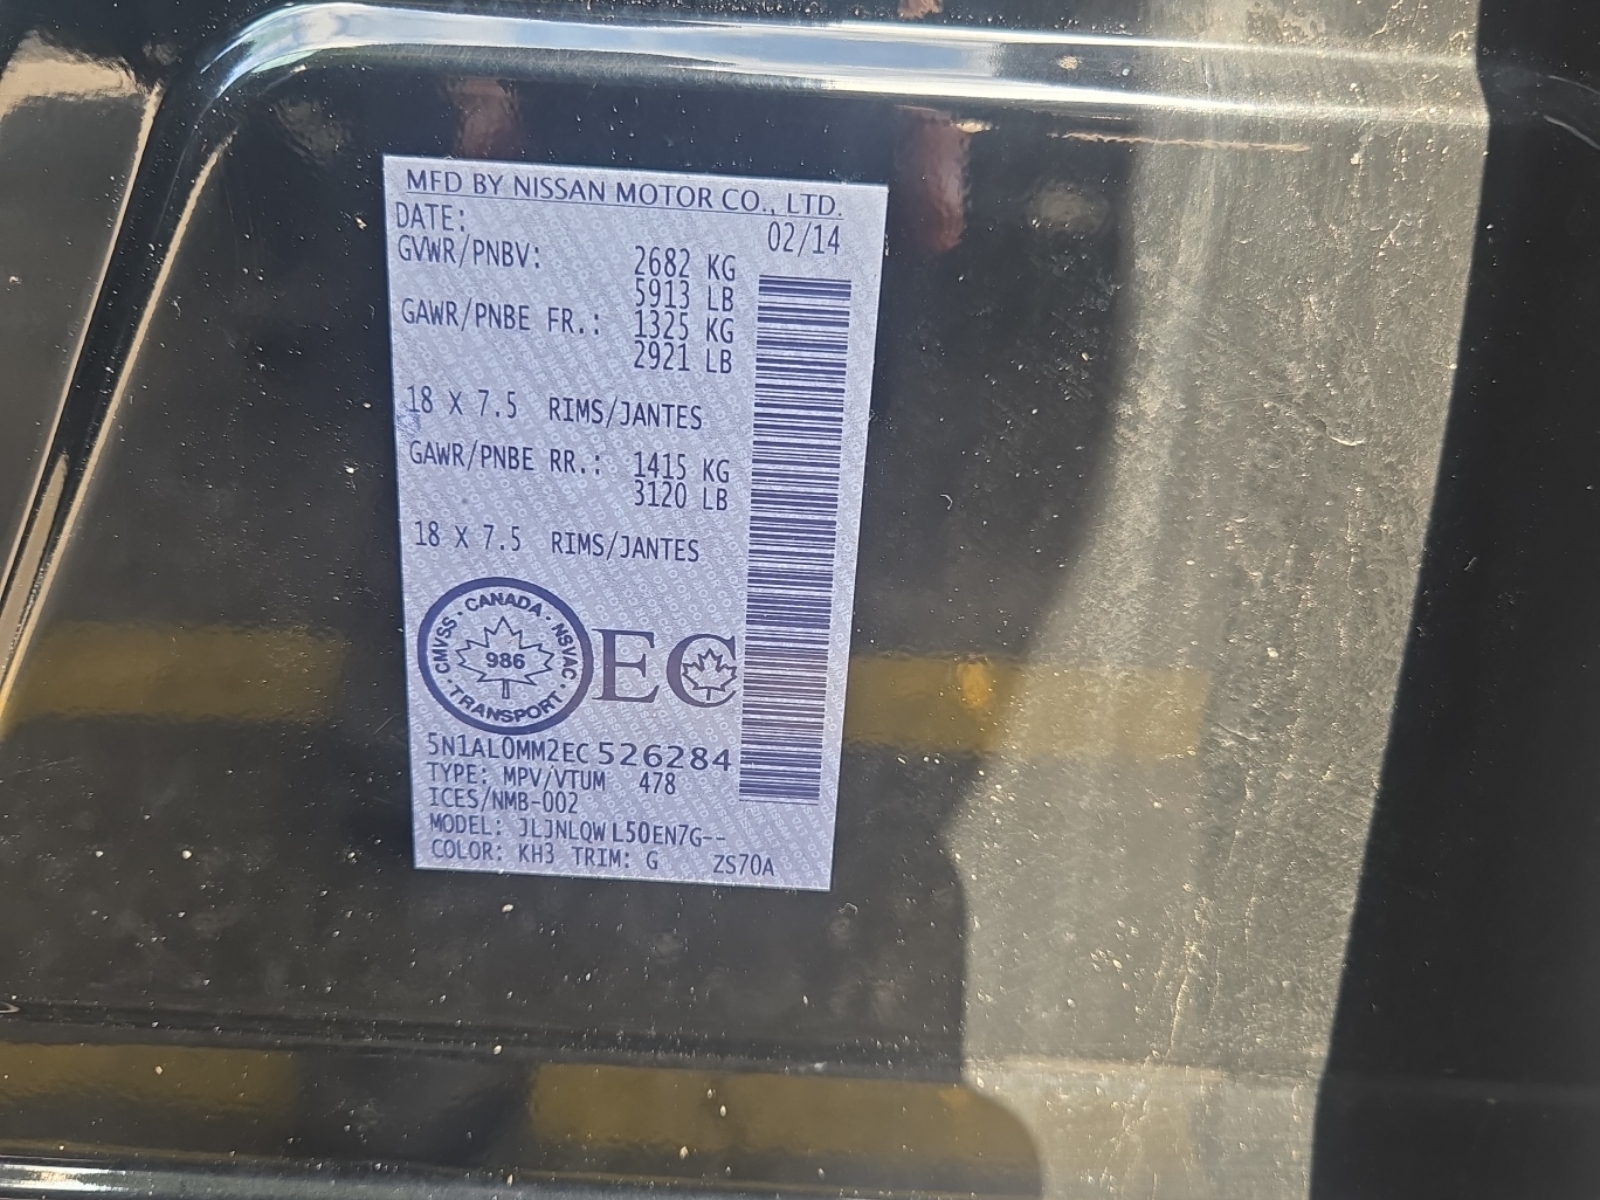 MFD BY NISSAN MOTOR CO., LTD.
DATE: 02/14
GVWR/PNBV: 2682 KG
5913 LB
GAWR/PNBE FR.: 1325 KG
2921 LB
18 X 7.5 RIMS/JANTES
GAWR/PNBE RR.: 1415 KG
3120 LB
18 X 7.5 RIMS/JANTES
CANADA · NSVAC · TRANSPORT · CMVSS ·
986
EC
5N1AL0MM2EC526284
TYPE: MPV/VTUM 478
ICES/NMB-002
MODEL: JLJNLQWL50EN7G--
COLOR: KH3 TRIM: G ZS70A